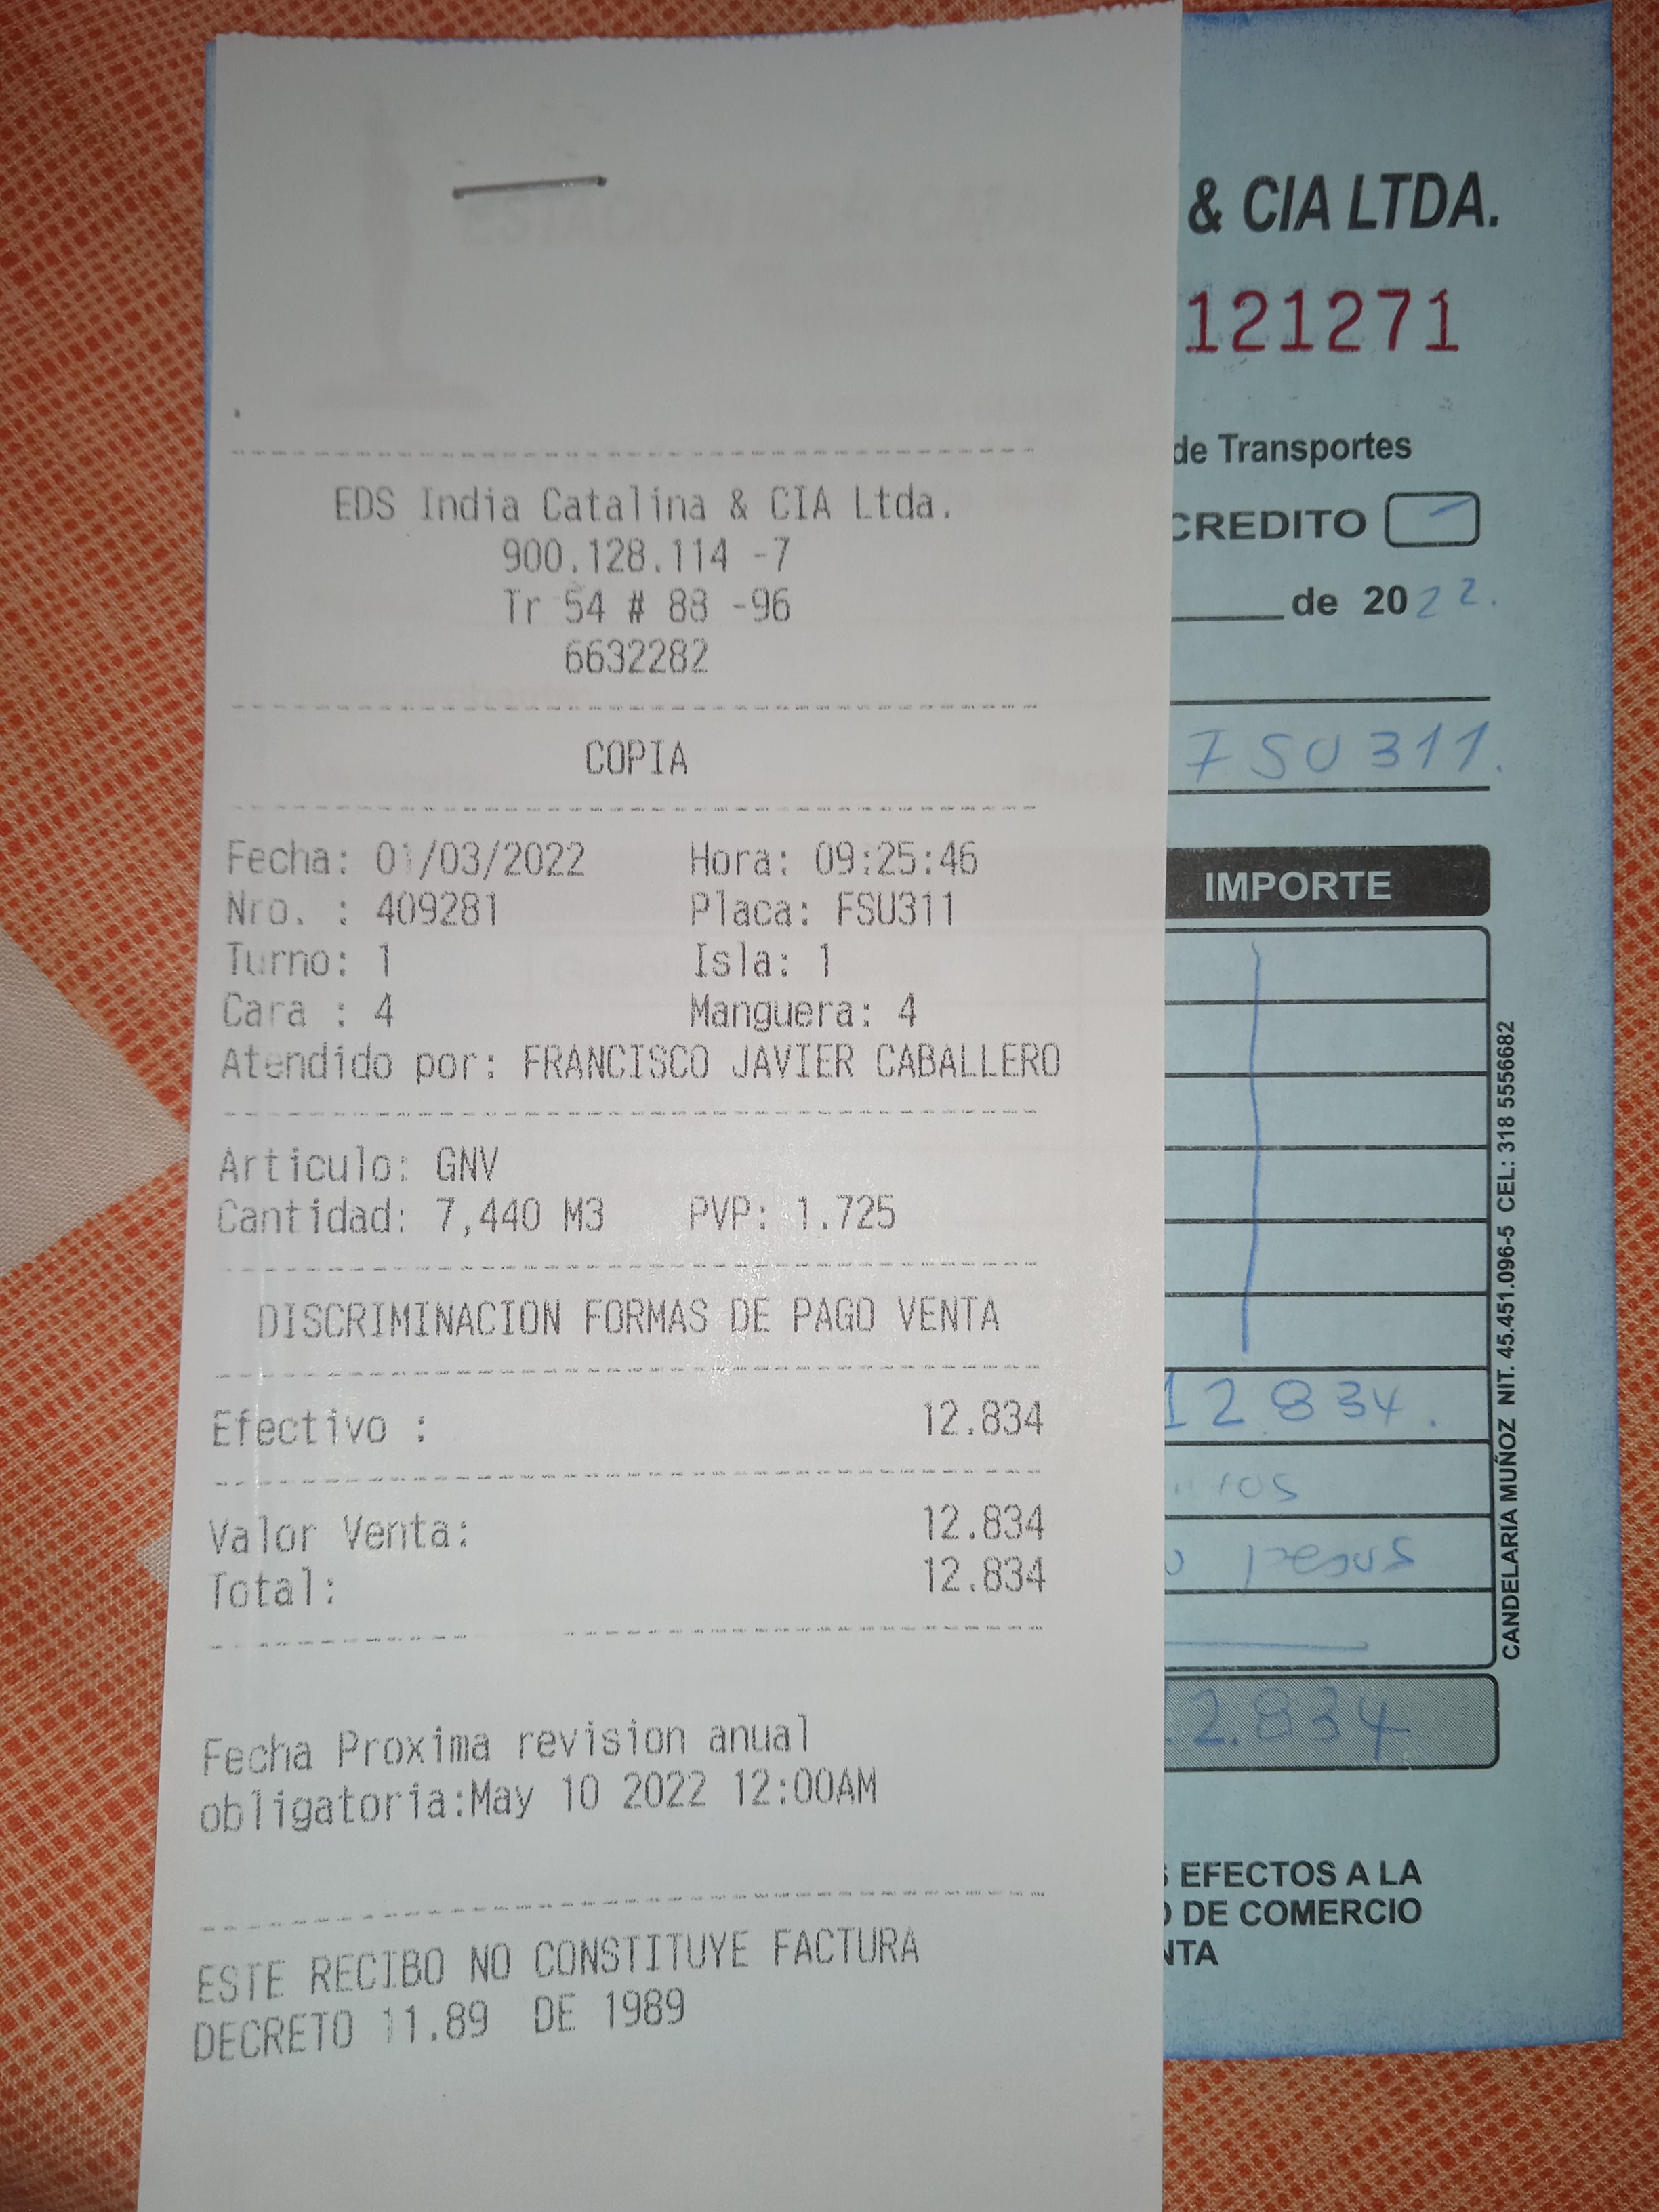 EDS India Catalina & CIA Ltda.
900.128.114 -7
Tr 54 # 88 -96
6632282
COPIA
Fecha: 01/03/2022 Hora: 09:25:46
Nro. : 409281 Placa: FSU311
Turno: 1 Isla: 1
Cara : 4 Manguera: 4
Atendido por: FRANCISCO JAVIER CABALLERO
Articulo: GNV
Cantidad: 7,440 M3 PVP: 1.725
DISCRIMINACION FORMAS DE PAGO VENTA
Efectivo : 12.834
Valor Venta: 12.834
Total: 12.834
Fecha Proxima revision anual
obligatoria:May 10 2022 12:00AM
ESTE RECIBO NO CONSTITUYE FACTURA
DECRETO 11.89 DE 1989
& CIA LTDA.
121271
de Transportes
CREDITO
de 2022.
FSU311.
IMPORTE
12834.
pesos
2.834
EFECTOS A LA
DE COMERCIO
NTA
CANDELARIA MUÑOZ NIT. 45.451.096-5 CEL: 318 5556682